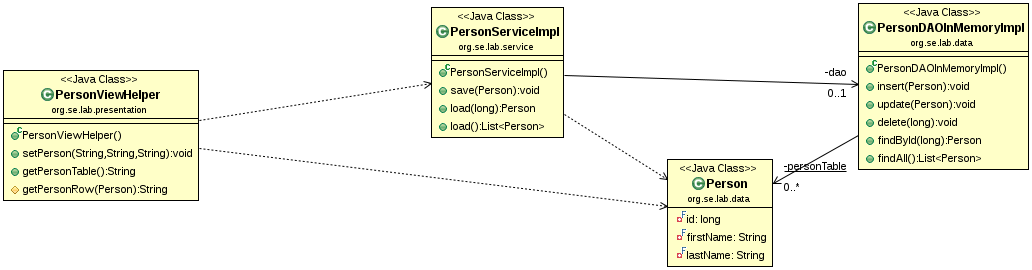 <<Java Class>>
PersonViewHelper
org.se.lab.presentation
PersonViewHelper()
setPerson(String,String,String):void
getPersonTable():String
getPersonRow(Person):String
<<Java Class>>
PersonServiceImpl
org.se.lab.service
PersonServiceImpl()
save(Person):void
load(long):Person
load():List<Person>
-dao
0..1
<<Java Class>>
PersonDAOInMemoryImpl
org.se.lab.data
PersonDAOInMemoryImpl()
insert(Person):void
update(Person):void
delete(long):void
findById(long):Person
findAll():List<Person>
-personTable
0..*
<<Java Class>>
Person
org.se.lab.data
id: long
firstName: String
lastName: String